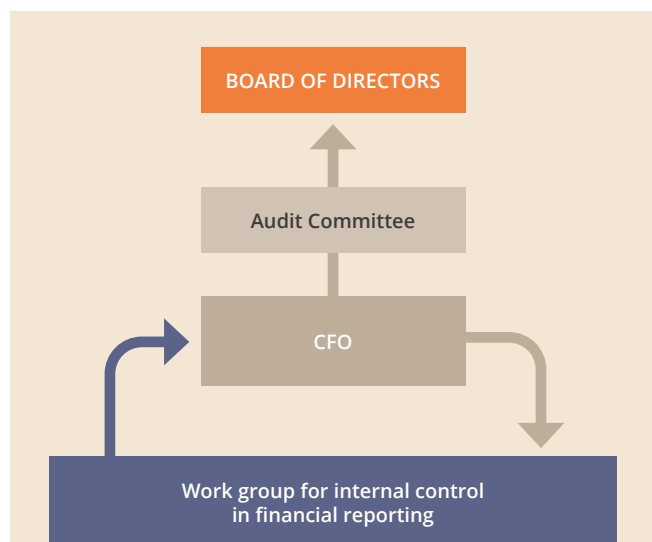 BOARD OF DIRECTORS
Audit Committee
CFO
Work group for internal control
in financial reporting